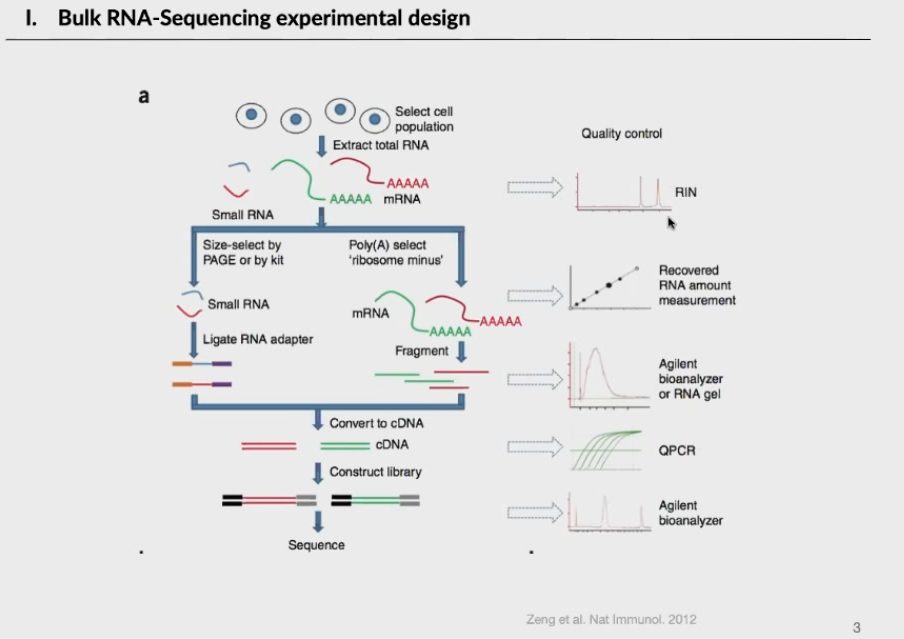 I. Bulk RNA-Sequencing experimental design
a
Select cell
population
Extract total RNA
AAAAA
AAAAA mRNA
Small RNA
Size-select by
PAGE or by kit
Poly(A) select
'ribosome minus'
Small RNA
mRNA
AAAAA
AAAAA
Ligate RNA adapter
Fragment
Convert to cDNA
cDNA
Construct library
Sequence
Quality control
RIN
Recovered
RNA amount
measurement
Agilent
bioanalyzer
or RNA gel
QPCR
Agilent
bioanalyzer
Zeng et al. Nat Immunol. 2012
3